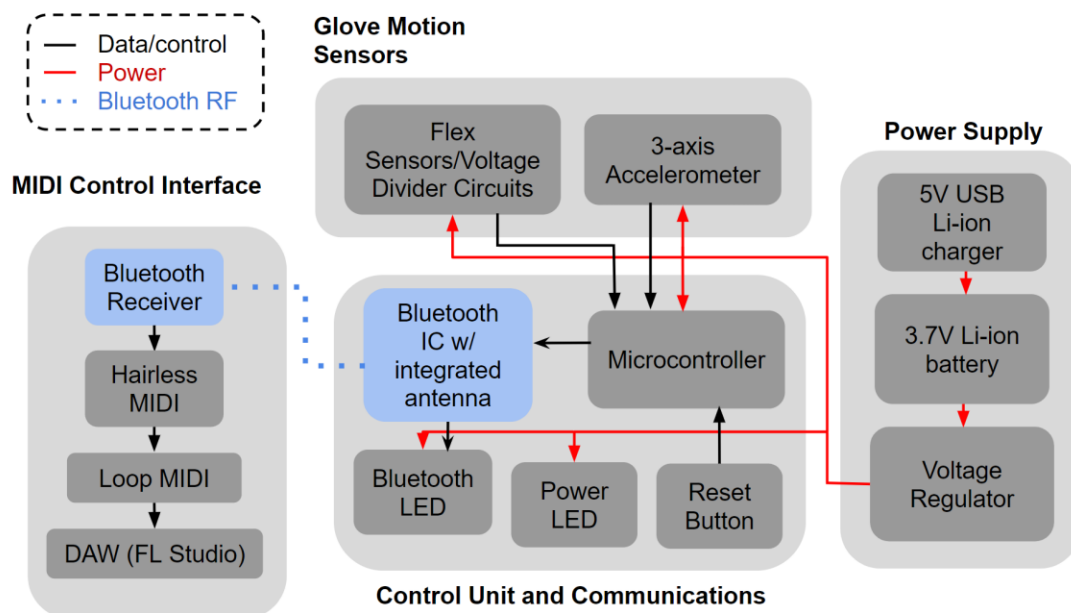 Data/control
Power
Bluetooth RF
Glove Motion
Sensors
Flex
Sensors/Voltage
Divider Circuits
3-axis
Accelerometer
Power Supply
5V USB
Li-ion
charger
3.7V Li-ion
battery
Voltage
Regulator
MIDI Control Interface
Bluetooth
Receiver
Hairless
MIDI
Loop MIDI
DAW (FL Studio)
Bluetooth
IC w/
integrated
antenna
Microcontroller
Bluetooth
LED
Power
LED
Reset
Button
Control Unit and Communications